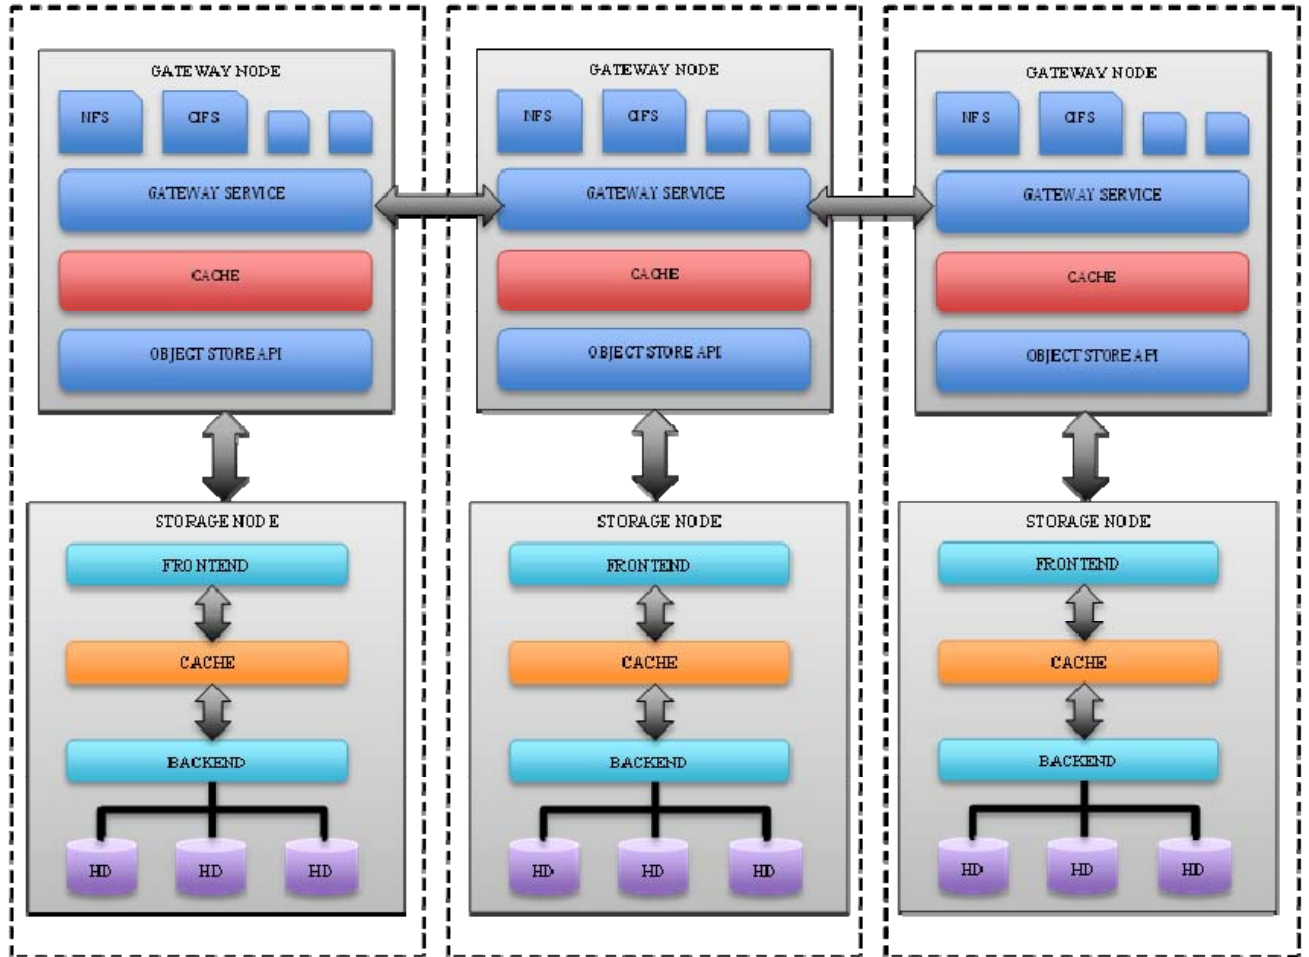 GATEWAY NODE
NFS CIFS
GATEWAY SERVICE
CACHE
OBJECT STORE API
STORAGE NODE
FRONTEND
CACHE
BACKEND
HD HD HD
GATEWAY NODE
NFS CIFS
GATEWAY SERVICE
CACHE
OBJECT STORE API
STORAGE NODE
FRONTEND
CACHE
BACKEND
HD HD HD
GATEWAY NODE
NFS CIFS
GATEWAY SERVICE
CACHE
OBJECT STORE API
STORAGE NODE
FRONTEND
CACHE
BACKEND
HD HD HD